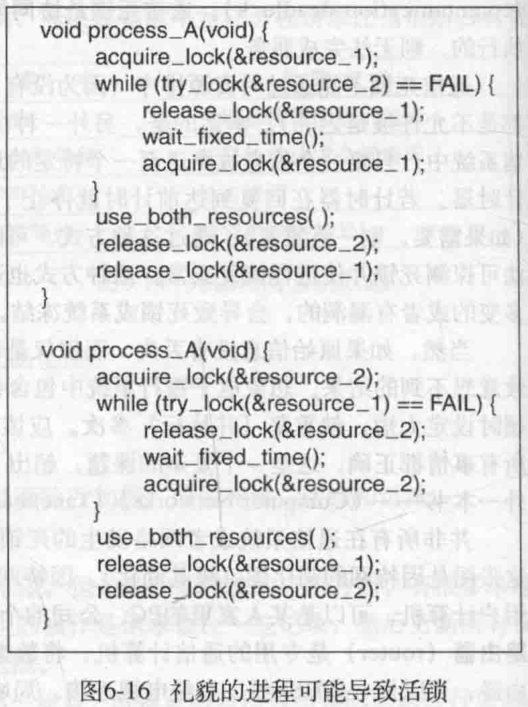 void process_A(void) {
acquire_lock(&resource_1);
while (try_lock(&resource_2) == FAIL) {
release_lock(&resource_1);
wait_fixed_time();
acquire_lock(&resource_1);
}
use_both_resources( );
release_lock(&resource_2);
release_lock(&resource_1);
}
void process_A(void) {
acquire_lock(&resource_2);
while (try_lock(&resource_1) == FAIL) {
release_lock(&resource_2);
wait_fixed_time();
acquire_lock(&resource_2);
}
use_both_resources( );
release_lock(&resource_1);
release_lock(&resource_2);
}
图6-16 礼貌的进程可能导致活锁